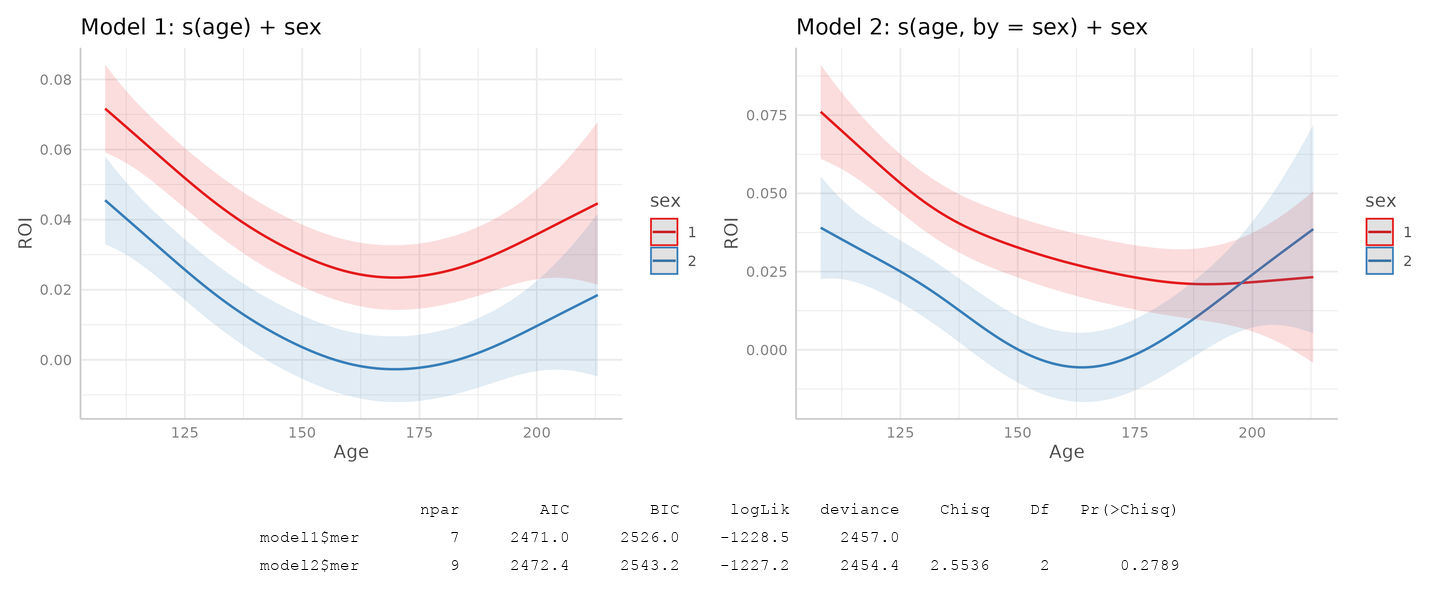 Model 1: s(age) + sex
Model 2: s(age, by = sex) + sex
0.08
0.06
0.04
0.02
0.00
ROI
125
150
175
200
Age
sex
1
2
0.075
0.050
0.025
0.000
ROI
125
150
175
200
Age
sex
1
2
npar AIC BIC logLik deviance Chisq Df Pr(>Chisq)
model1$mer 7 2471.0 2526.0 -1228.5 2457.0
model2$mer 9 2472.4 2543.2 -1227.2 2454.4 2.5536 2 0.2789